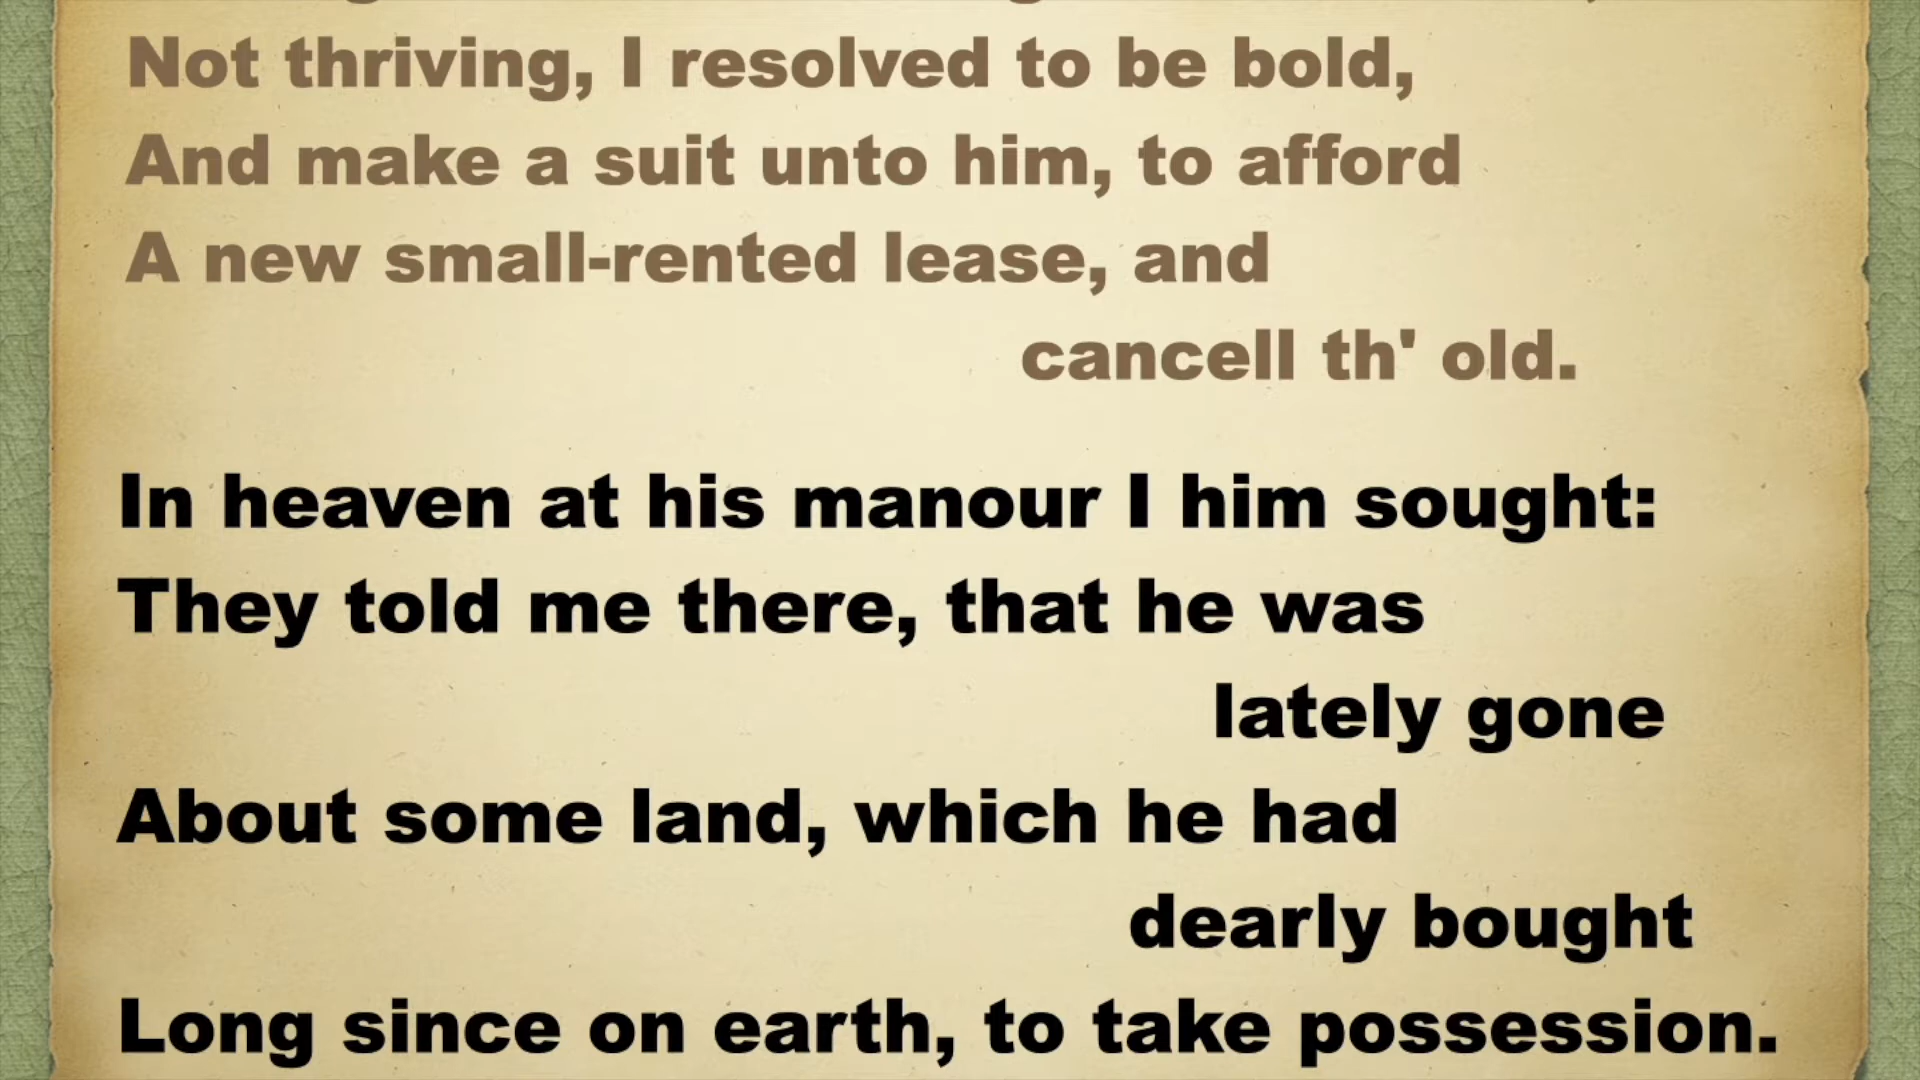 Not thriving, I resolved to be bold,
And make a suit unto him, to afford
A new small-rented lease, and
cancell th' old.
In heaven at his manour I him sought:
They told me there, that he was
lately gone
About some land, which he had
dearly bought
Long since on earth, to take possession.